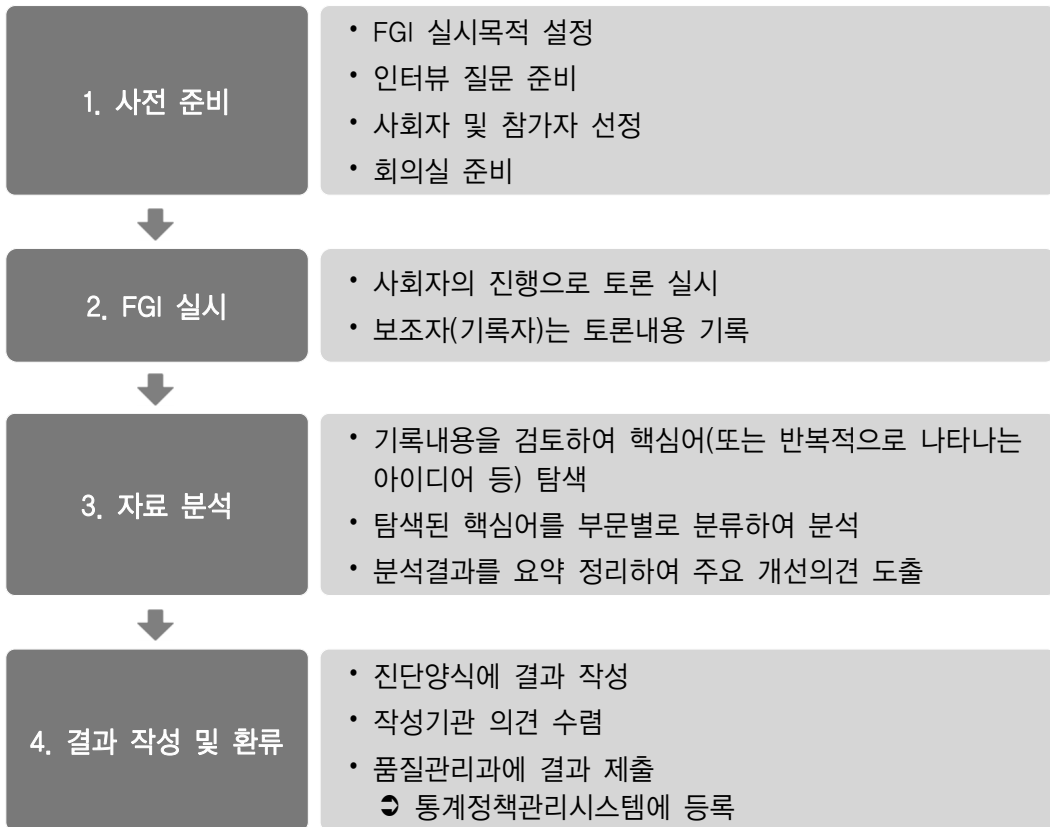 1. 사전 준비
• FGI 실시목적 설정
• 인터뷰 질문 준비
• 사회자 및 참가자 선정
• 회의실 준비
2. FGI 실시
• 사회자의 진행으로 토론 실시
• 보조자(기록자)는 토론내용 기록
3. 자료 분석
• 기록내용을 검토하여 핵심어(또는 반복적으로 나타나는
아이디어 등) 탐색
• 탐색된 핵심어를 부문별로 분류하여 분석
• 분석결과를 요약 정리하여 주요 개선의견 도출
4. 결과 작성 및 환류
• 진단양식에 결과 작성
• 작성기관 의견 수렴
• 품질관리과에 결과 제출
➲ 통계정책관리시스템에 등록